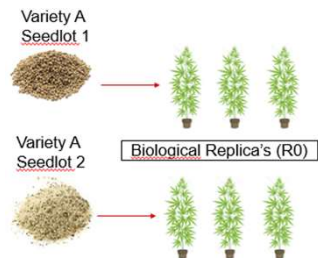 Variety A
Seedlot 1
Variety A
Seedlot 2
Biological Replica's (R0)